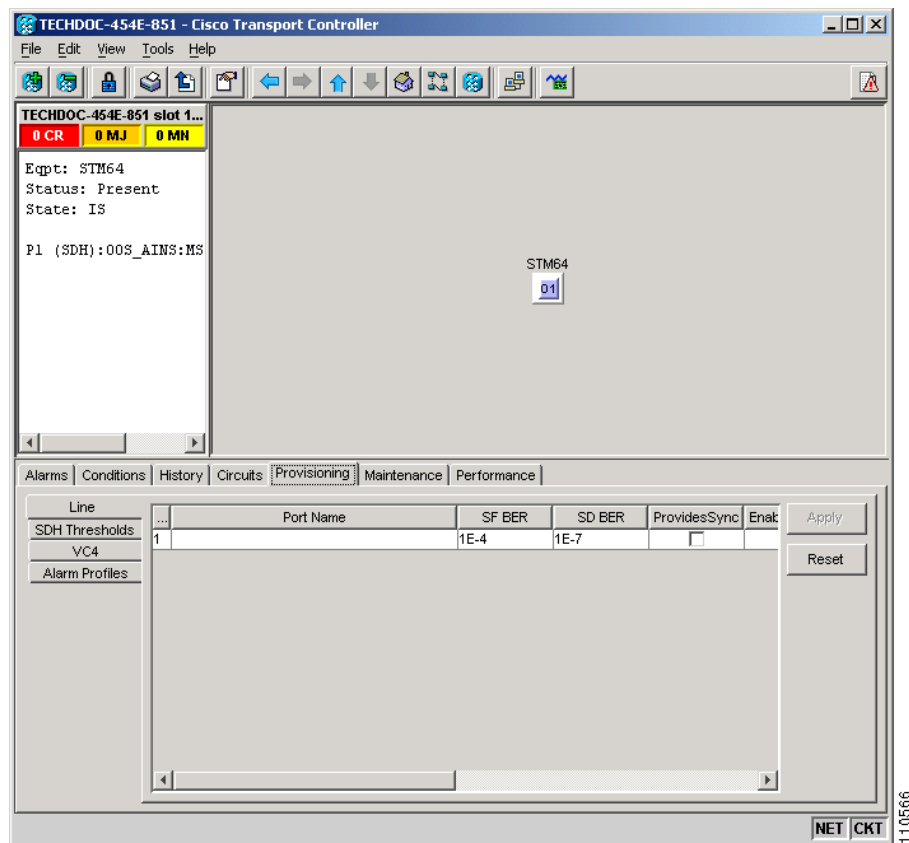 TECHDOC-454E-851 - Cisco Transport Controller
File Edit View Tools Help
TECHDOC-454E-851 slot 1...
0 CR 0 MJ 0 MN
Eqpt: STM64
Status: Present
State: IS
P1 (SDH):OOS_AINS:MS
STM64
01
Alarms Conditions History Circuits Provisioning Maintenance Performance
Line
SDH Thresholds
VC4
Alarm Profiles
... Port Name SF BER SD BER ProvidesSync Enab
1 1E-4 1E-7
Apply
Reset
NET CKT
110566